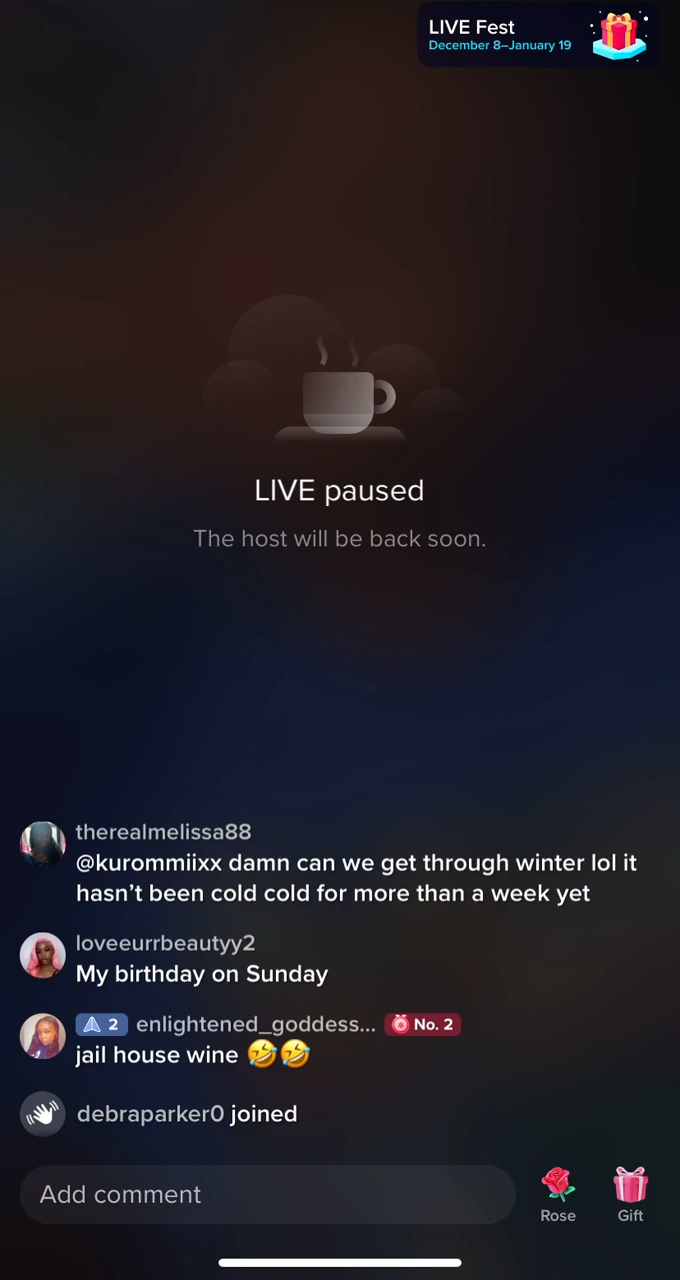 LIVE Fest
December 8–January 19
LIVE paused
The host will be back soon.
therealmelissa88
@kurommiixx damn can we get through winter lol it
hasn’t been cold cold for more than a week yet
loveeurrbeautyy2
My birthday on Sunday
2 enlightened_goddess... No. 2
jail house wine 🤣🤣
debraparker0 joined
Add comment
Rose Gift